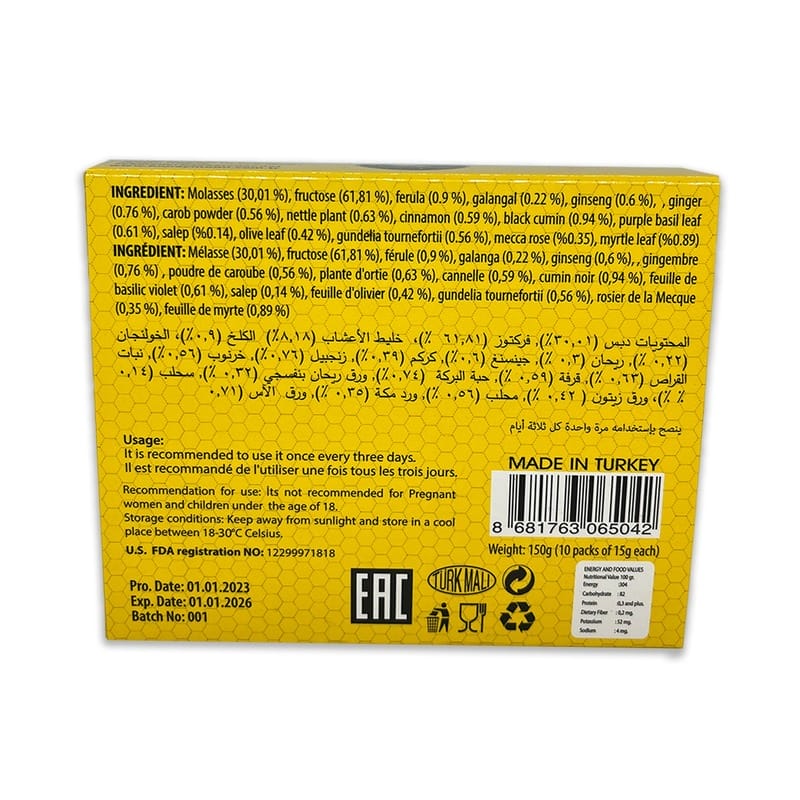 INGREDIENT: Molasses (30,01 %), fructose (61,81 %), ferula (0.9 %), galangal (0.22 %), ginseng (0.6 %), , ginger
(0.76 %), carob powder (0.56 %), nettle plant (0.63 %), cinnamon (0.59 %), black cumin (0.94 %), purple basil leaf
(0.61 %), salep (%0.14), olive leaf (0.42 %), gundelia tournefortii (0.56 %), mecca rose (%0.35), myrtle leaf (%0.89)
INGRÉDIENT: Mélasse (30,01 %), fructose (61,81 %), férule (0,9 %), galanga (0,22 %), ginseng (0,6 %), , gingembre
(0,76 %) , poudre de caroube (0,56 %), plante d'ortie (0,63 %), cannelle (0,59 %), cumin noir (0,94 %), feuille de
basilic violet (0,61 %), salep (0,14 %), feuille d'olivier (0,42 %), gundelia tournefortii (0,56 %), rosier de la Mecque
(0,35 %), feuille de myrte (0,89 %)
المحتويات دبس (٣٠,٠١٪), فركتوز (٦١,٨١ ٪), خليط الأعشاب (٨,١٨٪) الكلخ (٠,٩٪)، الخولنجان
(٠,٢٢ ٪), ريحان (٠,٣ ٪), جينسنغ (٠,٦٪), كركم (٠,٣٩ ٪), زنجبيل (٠,٧٦٪), خرنوب (٠,٥٦٪), نبات
القراص (٠,٦٣ ٪), قرفة (٠,٥٩ ٪), حبة البركة (٠,٧٤ ٪), ورق ريحان بنفسجي (٠,٣٢ ٪), سحلب (٠,١٤
٪ ٪)، ورق زيتون (٠,٤٢ ٪), محلب (٠,٥٦ ٪), ورد مكة (٠,٣٥ ٪), ورق الآس (٠,٧١٪)
ينصح بإستخدامه مرة واحدة كل ثلاثة أيام
Usage:
It is recommended to use it once every three days.
Il est recommandé de l'utiliser une fois tous les trois jours.
Recommendation for use: Its not recommended for Pregnant
women and children under the age of 18.
Storage conditions: Keep away from sunlight and store in a cool
place between 18-30°C Celsius.
U.S. FDA registration NO: 12299971818
MADE IN TURKEY
8 681763 065042
Weight: 150g (10 packs of 15g each)
Pro. Date: 01.01.2023
Exp. Date: 01.01.2026
Batch No: 001
EAC
TURK MALI
ENERGY AND FOOD VALUES
Nutritional Value 100 gr.
Energy :304
Carbohydrate : 82
Protein :0,3 and plus.
Dietary Fiber : 0,2 mg.
Potassium : 52 mg.
Sodium : 4 mg.